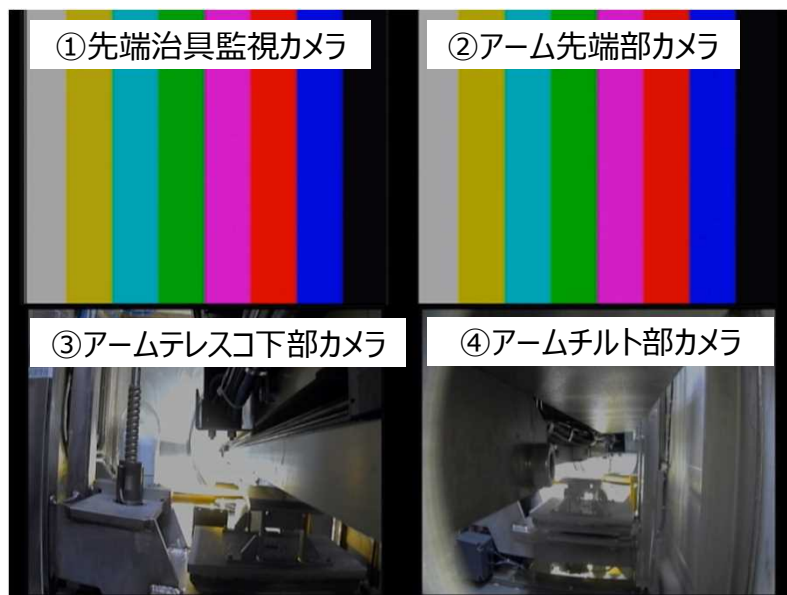 ①先端治具監視カメラ
②アーム先端部カメラ
③アームテレスコ下部カメラ
④アームチルト部カメラ